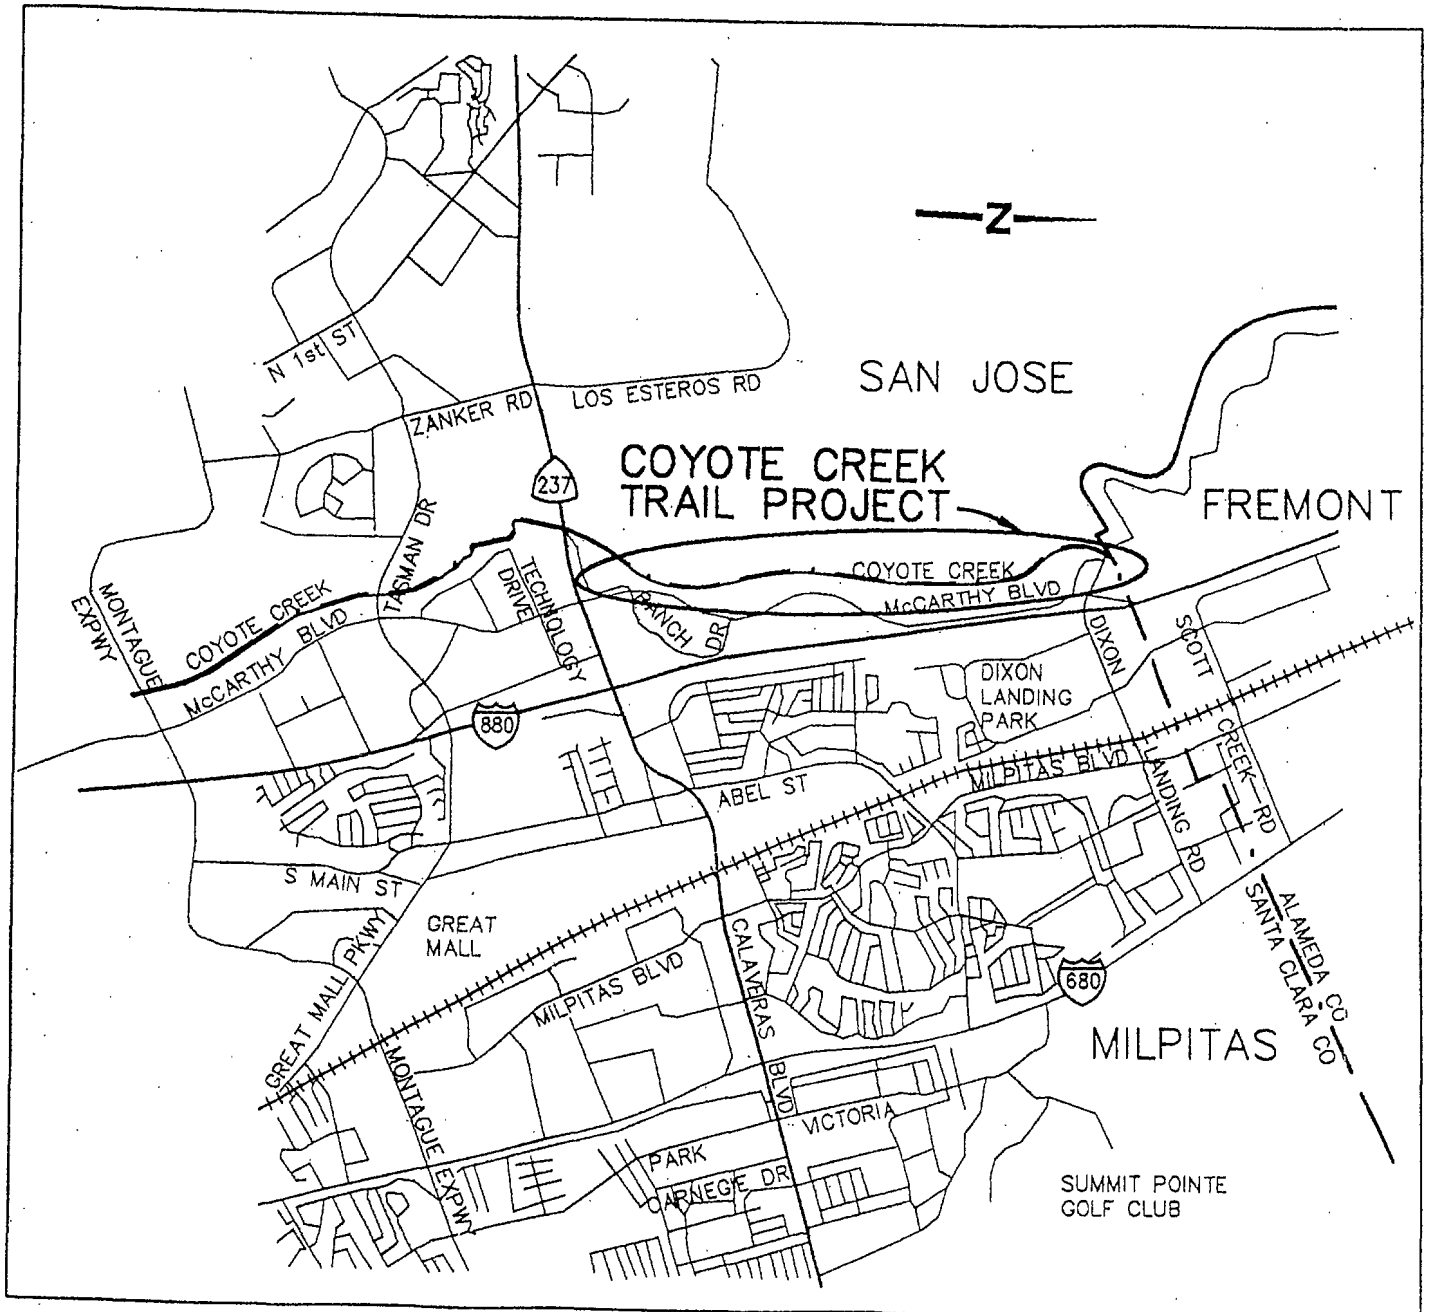 Z
N 1st ST
SAN JOSE
ZANKER RD
LOS ESTEROS RD
237
COYOTE CREEK
TRAIL PROJECT
FREMONT
TASMAN DR
TECHNOLOGY
DRIVE
COYOTE CREEK
McCARTHY BLVD
MONTAGUE
EXPWY
COYOTE CREEK
McCARTHY BLVD
RANCH DR
DIXON
LANDING RD
SCOTT
CREEK RD
880
DIXON
LANDING
PARK
MILPITAS BLVD
ABEL ST
S MAIN ST
GREAT
MALL
GREAT MALL PKWY
MILPITAS BLVD
CALAVERAS
BLVD
680
ALAMEDA CO
SANTA CLARA CO
MILPITAS
MONTAGUE EXPWY
VICTORIA
PARK
CARNEGIE DR
SUMMIT POINTE
GOLF CLUB